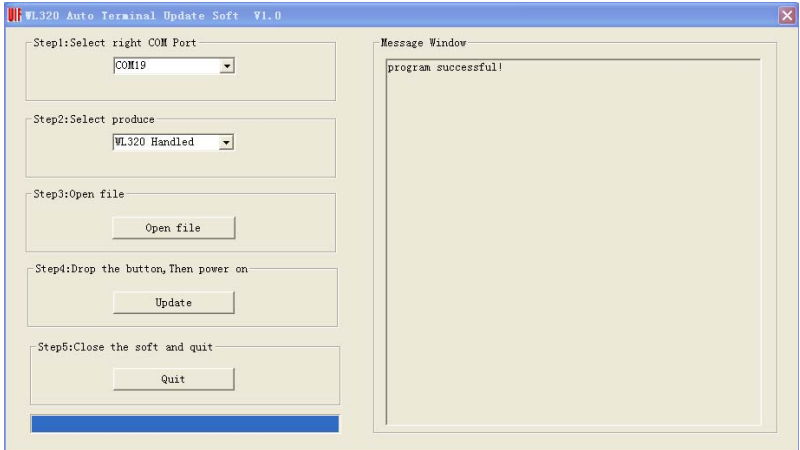 WL320 Auto Terminal Update Soft V1.0
Step1:Select right COM Port
COM19
Step2:Select produce
WL320 Handled
Step3:Open file
Open file
Step4:Drop the button,Then power on
Update
Step5:Close the soft and quit
Quit
Message Window
program successful!